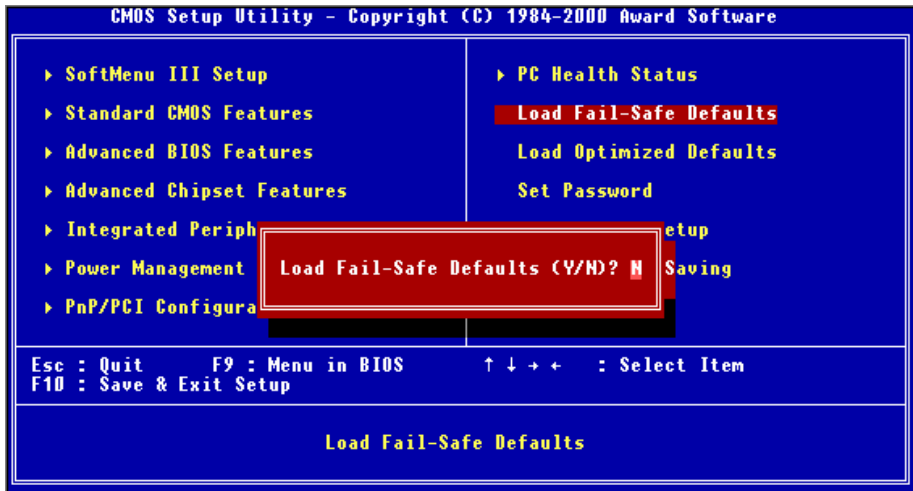 CMOS Setup Utility - Copyright (C) 1984-2000 Award Software
▸ SoftMenu III Setup
▸ Standard CMOS Features
▸ Advanced BIOS Features
▸ Advanced Chipset Features
▸ Integrated Periph
▸ Power Management
▸ PnP/PCI Configura
▸ PC Health Status
Load Fail-Safe Defaults
Load Optimized Defaults
Set Password
etup
Saving
Load Fail-Safe Defaults (Y/N)? N
Esc : Quit F9 : Menu in BIOS ↑ ↓ → ← : Select Item
F10 : Save & Exit Setup
Load Fail-Safe Defaults